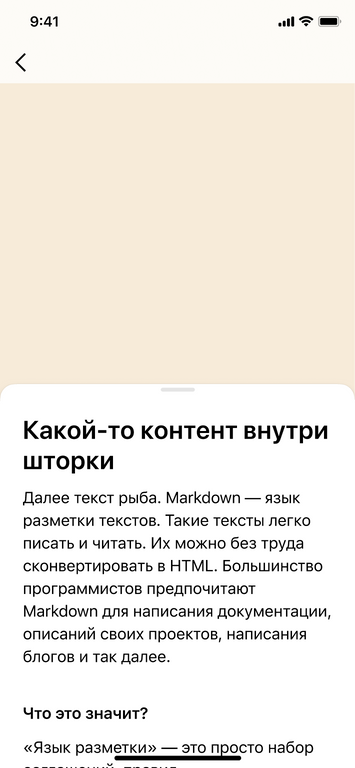 9:41
Какой-то контент внутри
шторки
Далее текст рыба. Markdown — язык
разметки текстов. Такие тексты легко
писать и читать. Их можно без труда
сконвертировать в HTML. Большинство
программистов предпочитают
Markdown для написания документации,
описаний своих проектов, написания
блогов и так далее.
Что это значит?
«Язык разметки» — это просто набор